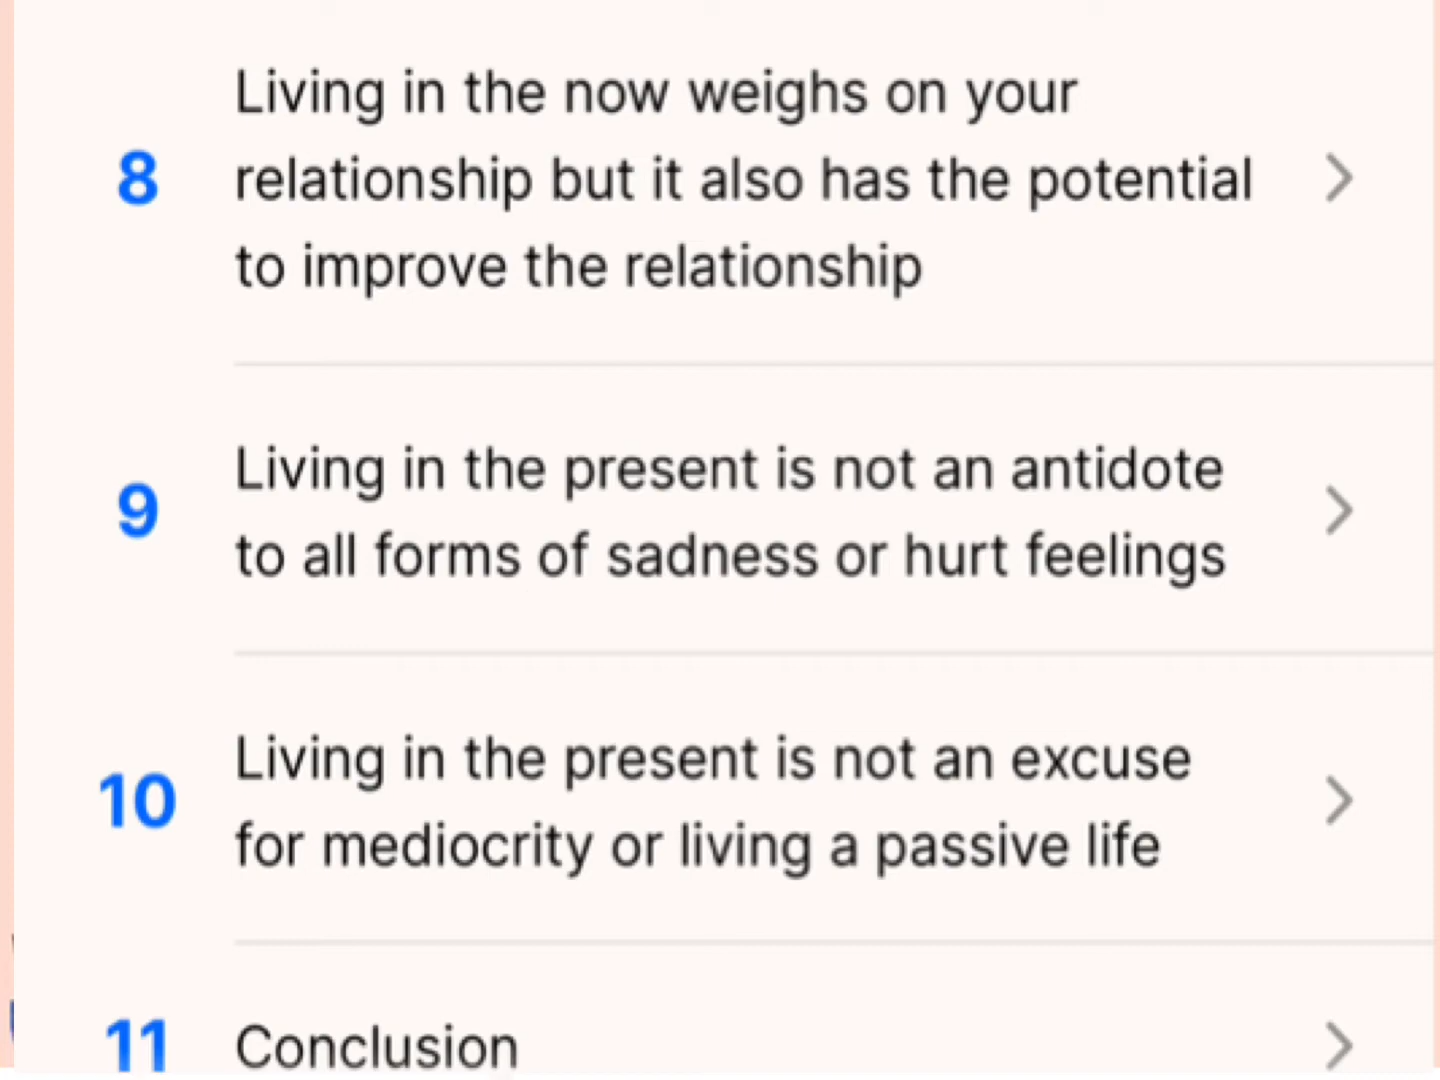 Living in the now weighs on your
8 relationship but it also has the potential
to improve the relationship
9 Living in the present is not an antidote
to all forms of sadness or hurt feelings
10 Living in the present is not an excuse
for mediocrity or living a passive life
11 Conclusion